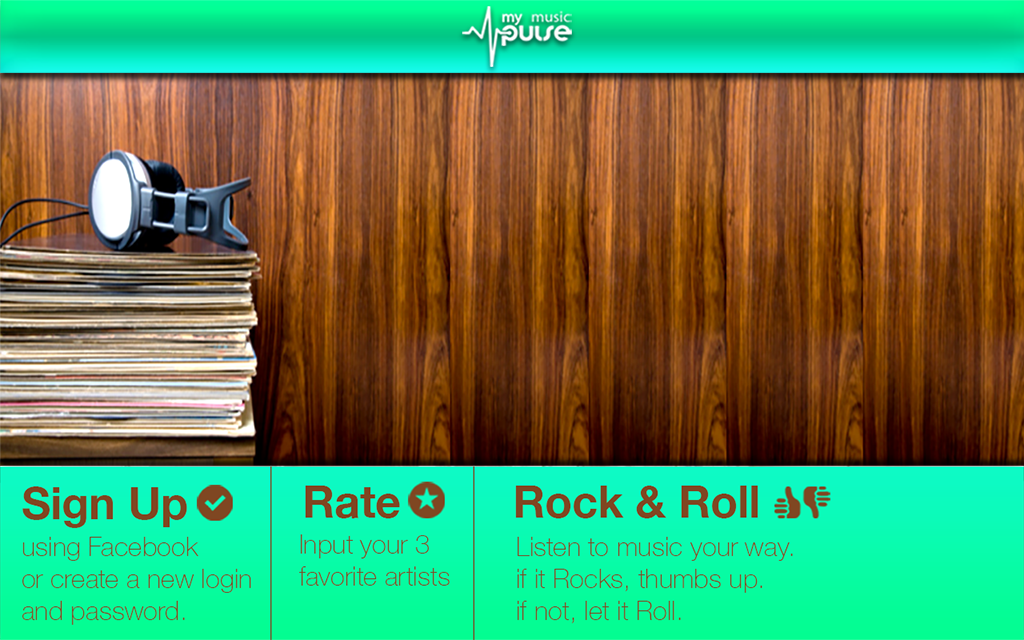 my music
pulse
Sign Up
using Facebook
or create a new login
and password.
Rate
Input your 3
favorite artists
Rock & Roll
Listen to music your way.
if it Rocks, thumbs up.
if not, let it Roll.